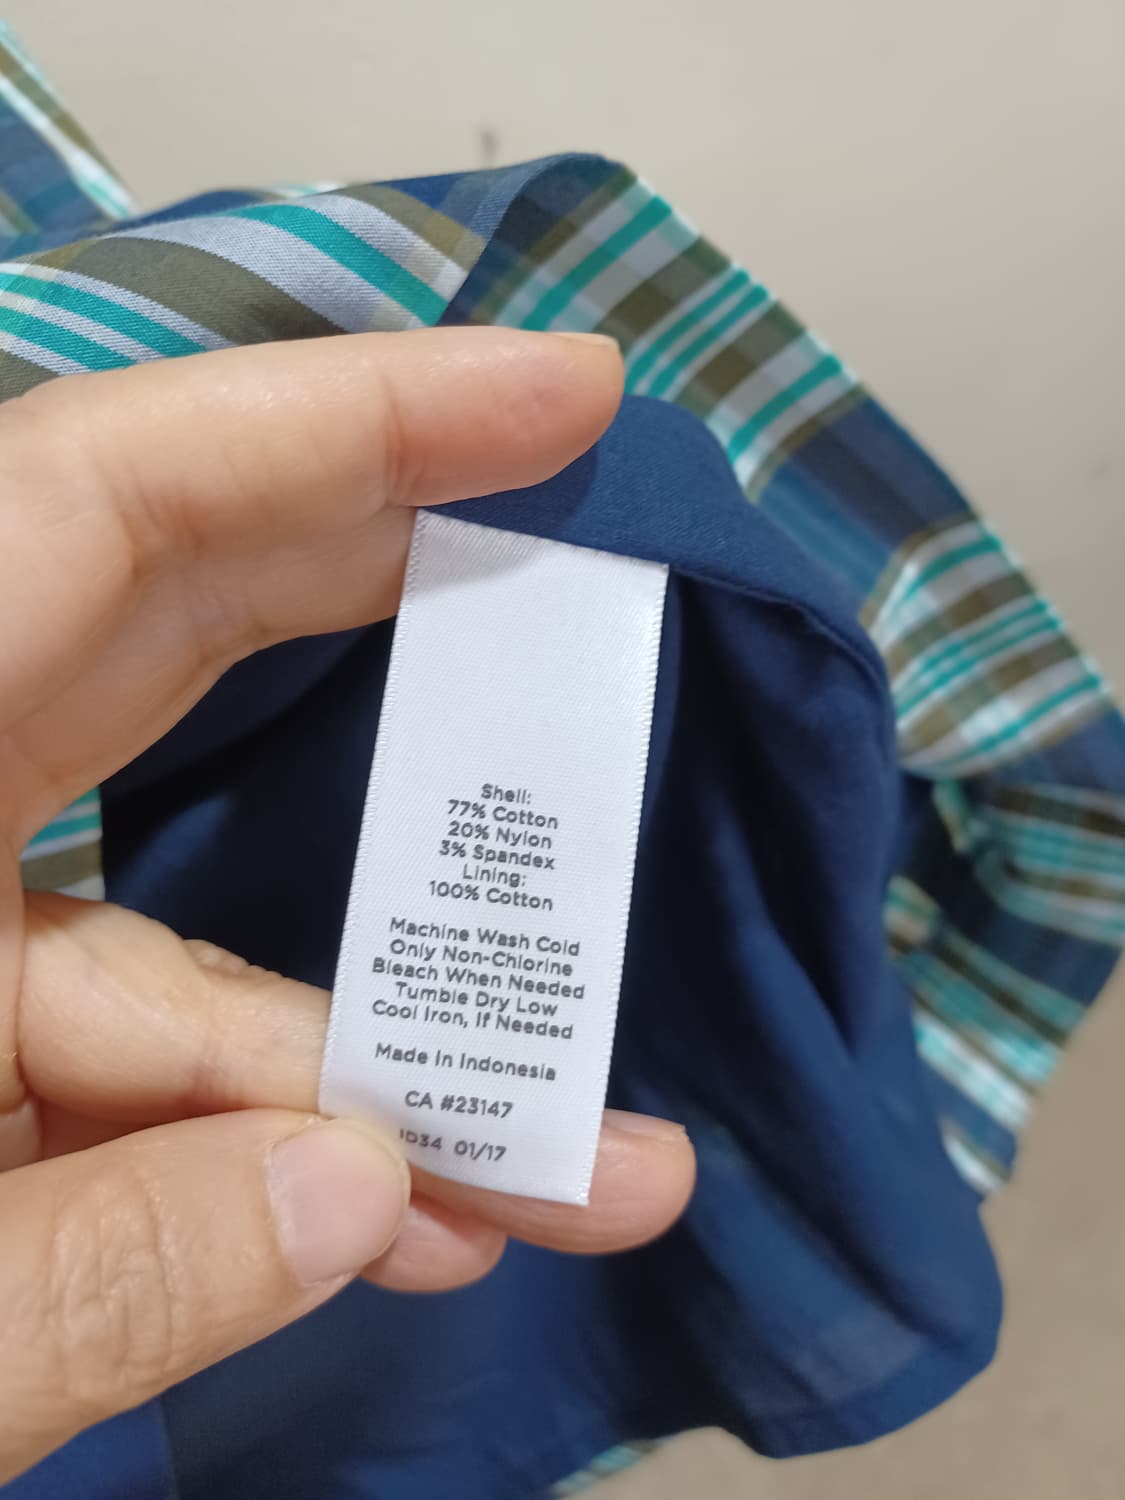 Shell:
77% Cotton
20% Nylon
3% Spandex
Lining:
100% Cotton
Machine Wash Cold
Only Non-Chlorine
Bleach When Needed
Tumble Dry Low
Cool Iron, If Needed
Made In Indonesia
CA #23147
01/17